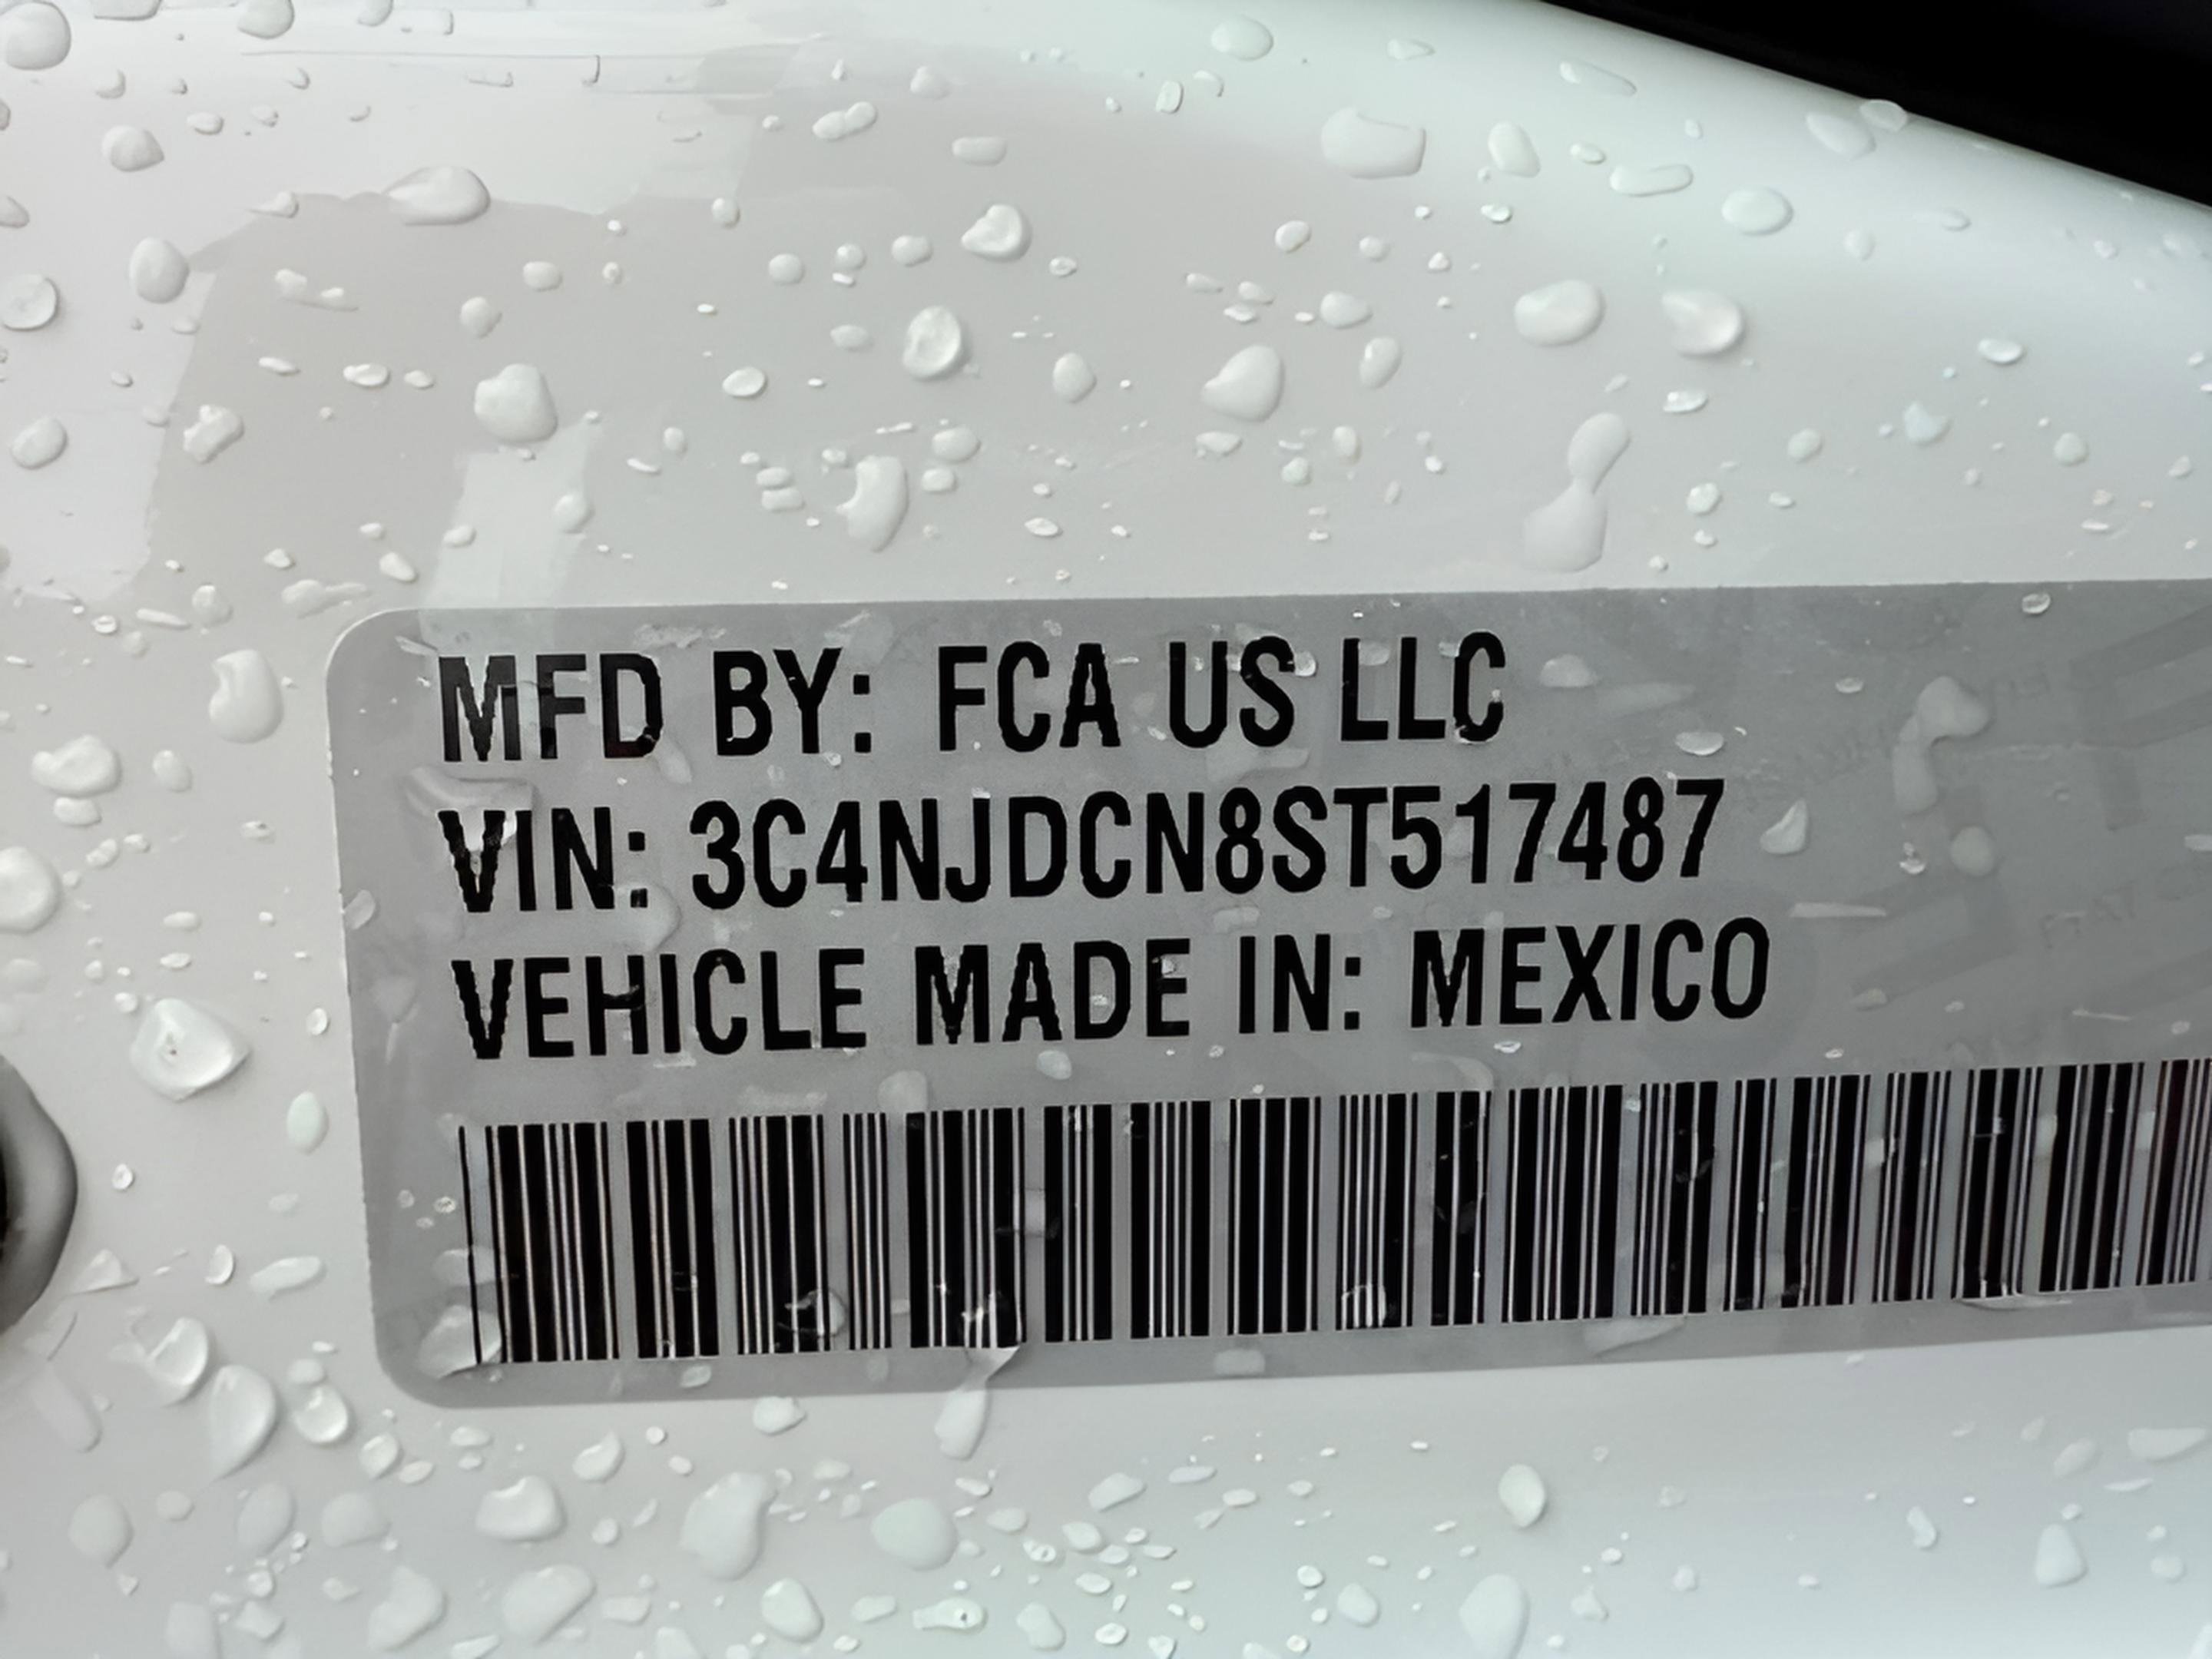 MFD BY: FCA US LLC
VIN: 3C4NJDCN8ST517487
VEHICLE MADE IN: MEXICO